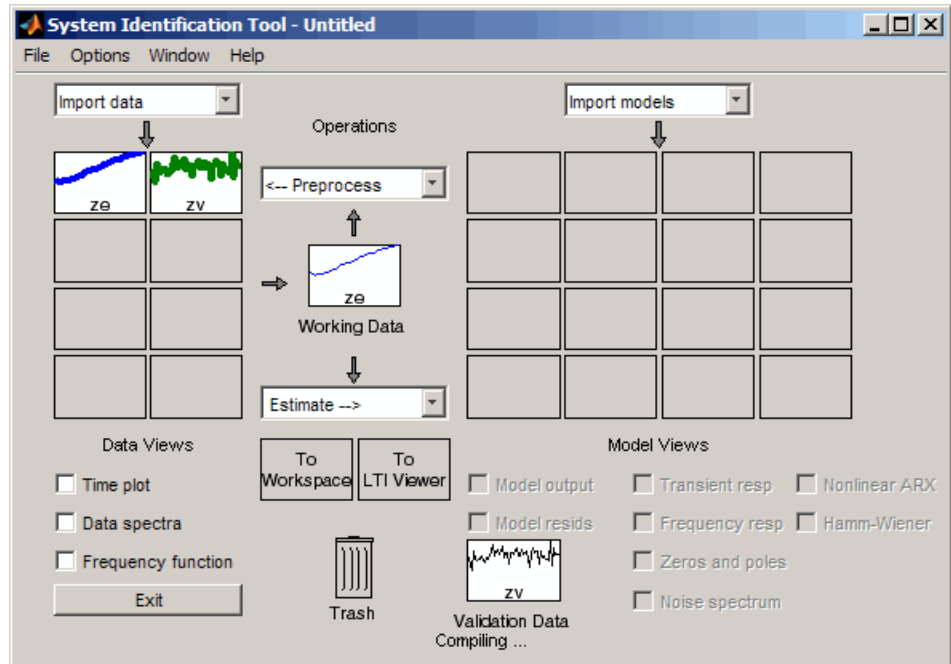 System Identification Tool - Untitled
File Options Window Help
Import data
Import models
Operations
ze
zv
<-- Preprocess
ze
Working Data
Estimate -->
Data Views
Model Views
To Workspace
To LTI Viewer
Time plot
Data spectra
Frequency function
Exit
Trash
Model output
Transient resp
Nonlinear ARX
Model resids
Frequency resp
Hamm-Wiener
Zeros and poles
Noise spectrum
zv
Validation Data
Compiling ...